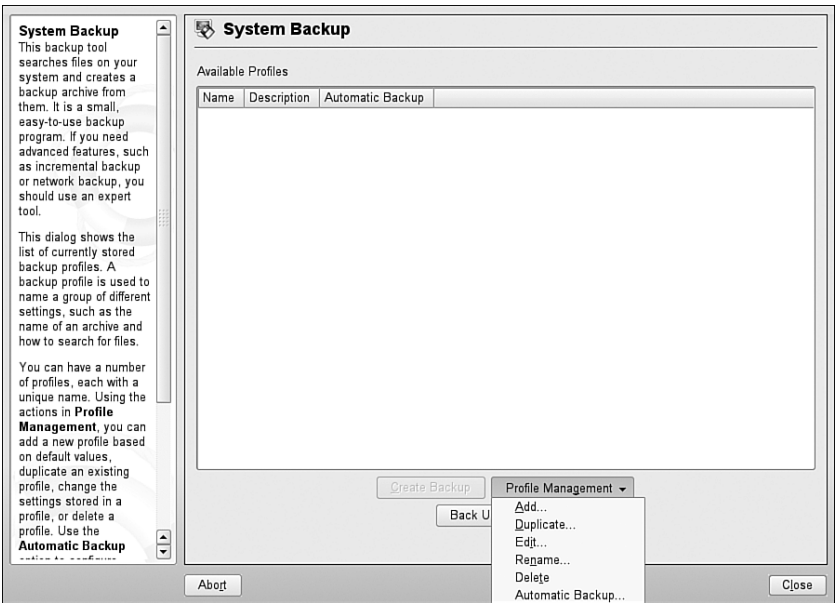 System Backup
This backup tool
searches files on your
system and creates a
backup archive from
them. It is a small,
easy-to-use backup
program. If you need
advanced features, such
as incremental backup
or network backup, you
should use an expert
tool.
This dialog shows the
list of currently stored
backup profiles. A
backup profile is used to
name a group of different
settings, such as the
name of an archive and
how to search for files.
You can have a number
of profiles, each with a
unique name. Using the
actions in Profile
Management, you can
add a new profile based
on default values,
duplicate an existing
profile, change the
settings stored in a
profile, or delete a
profile. Use the
Automatic Backup
System Backup
Available Profiles
Name Description Automatic Backup
Create Backup Profile Management
Back U
Add...
Duplicate...
Edit...
Rename...
Delete
Automatic Backup...
Abort
Close